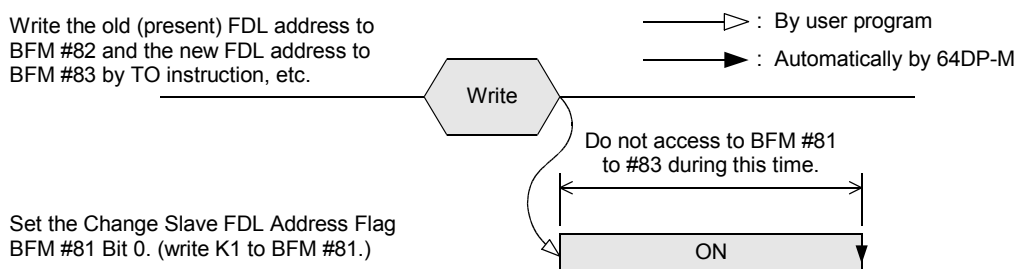 Write the old (present) FDL address to
BFM #82 and the new FDL address to
BFM #83 by TO instruction, etc.
: By user program
: Automatically by 64DP-M
Write
Do not access to BFM #81
to #83 during this time.
Set the Change Slave FDL Address Flag
BFM #81 Bit 0. (write K1 to BFM #81.)
ON